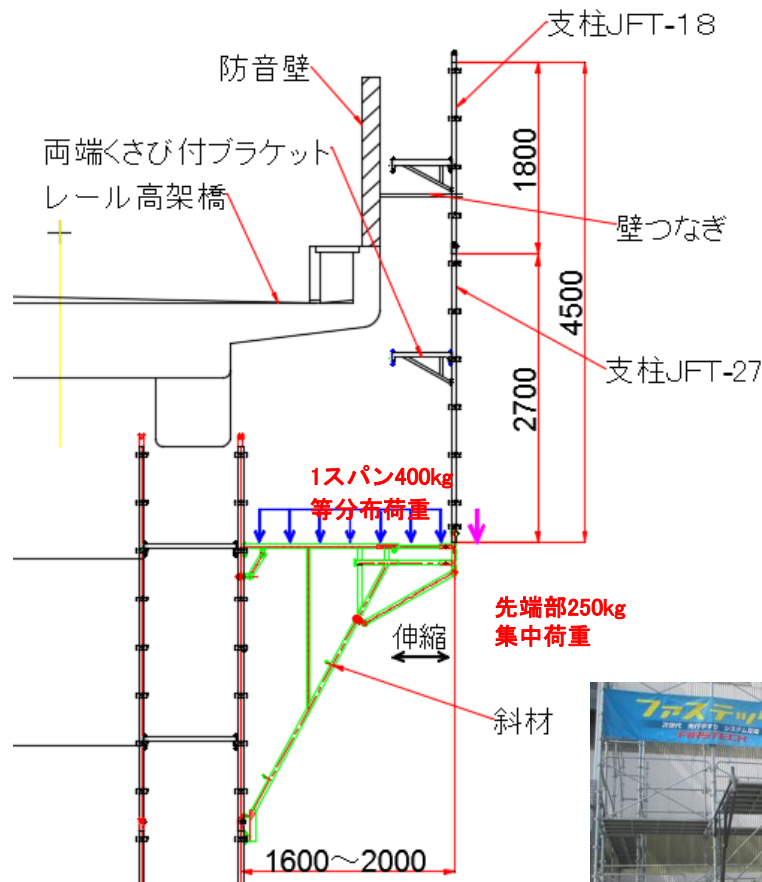 支柱JFT-18
防音壁
両端くさび付ブラケット
レール高架橋
1800
壁つなぎ
4500
支柱JFT-27
2700
1スパン400kg
等分布荷重
先端部250kg
集中荷重
伸縮
斜材
ファステッ
1600～2000